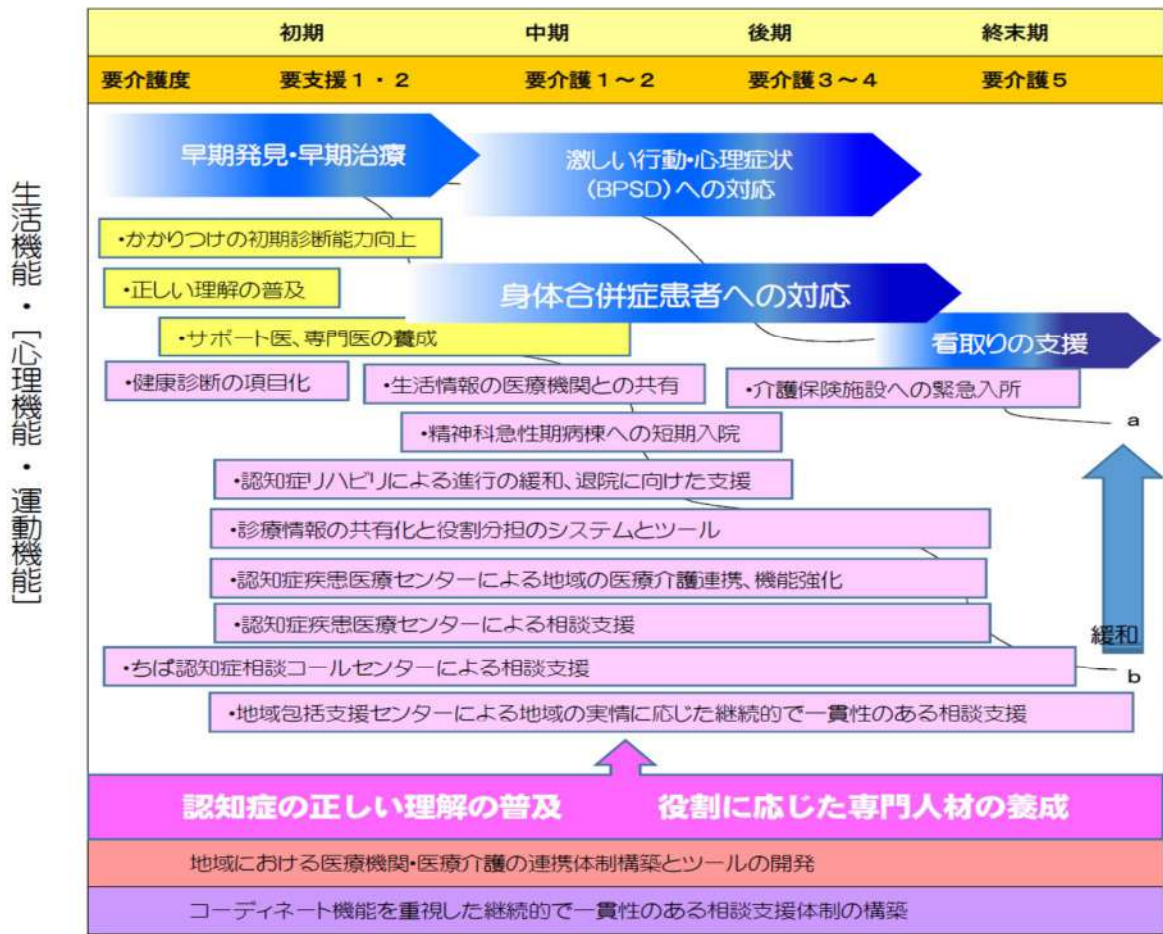 初期 中期 後期 終末期
要介護度 要支援1・2 要介護1～2 要介護3～4 要介護5
生活機能・[心理機能・運動機能]
早期発見・早期治療
激しい行動・心理症状
(BPSD)への対応
・かかりつけの初期診断能力向上
・正しい理解の普及
身体合併症患者への対応
・サポート医、専門医の養成
看取りの支援
・健康診断の項目化
・生活情報の医療機関との共有
・介護保険施設への緊急入所
a
・精神科急性期病棟への短期入院
・認知症リハビリによる進行の緩和、退院に向けた支援
・診療情報の共有化と役割分担のシステムとツール
・認知症疾患医療センターによる地域の医療介護連携、機能強化
・認知症疾患医療センターによる相談支援
緩和
・ちば認知症相談コールセンターによる相談支援
b
・地域包括支援センターによる地域の実情に応じた継続的で一貫性のある相談支援
認知症の正しい理解の普及 役割に応じた専門人材の養成
地域における医療機関・医療介護の連携体制構築とツールの開発
コーディネート機能を重視した継続的で一貫性のある相談支援体制の構築